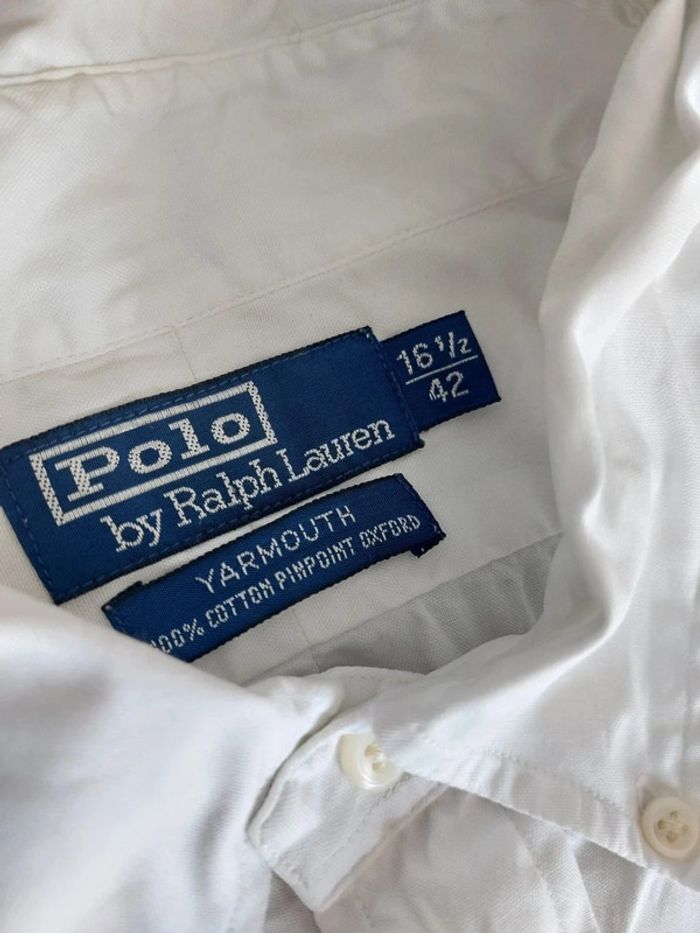 Polo
by Ralph Lauren
16 1/2
42
YARMOUTH
100% COTTON PINPOINT OXFORD